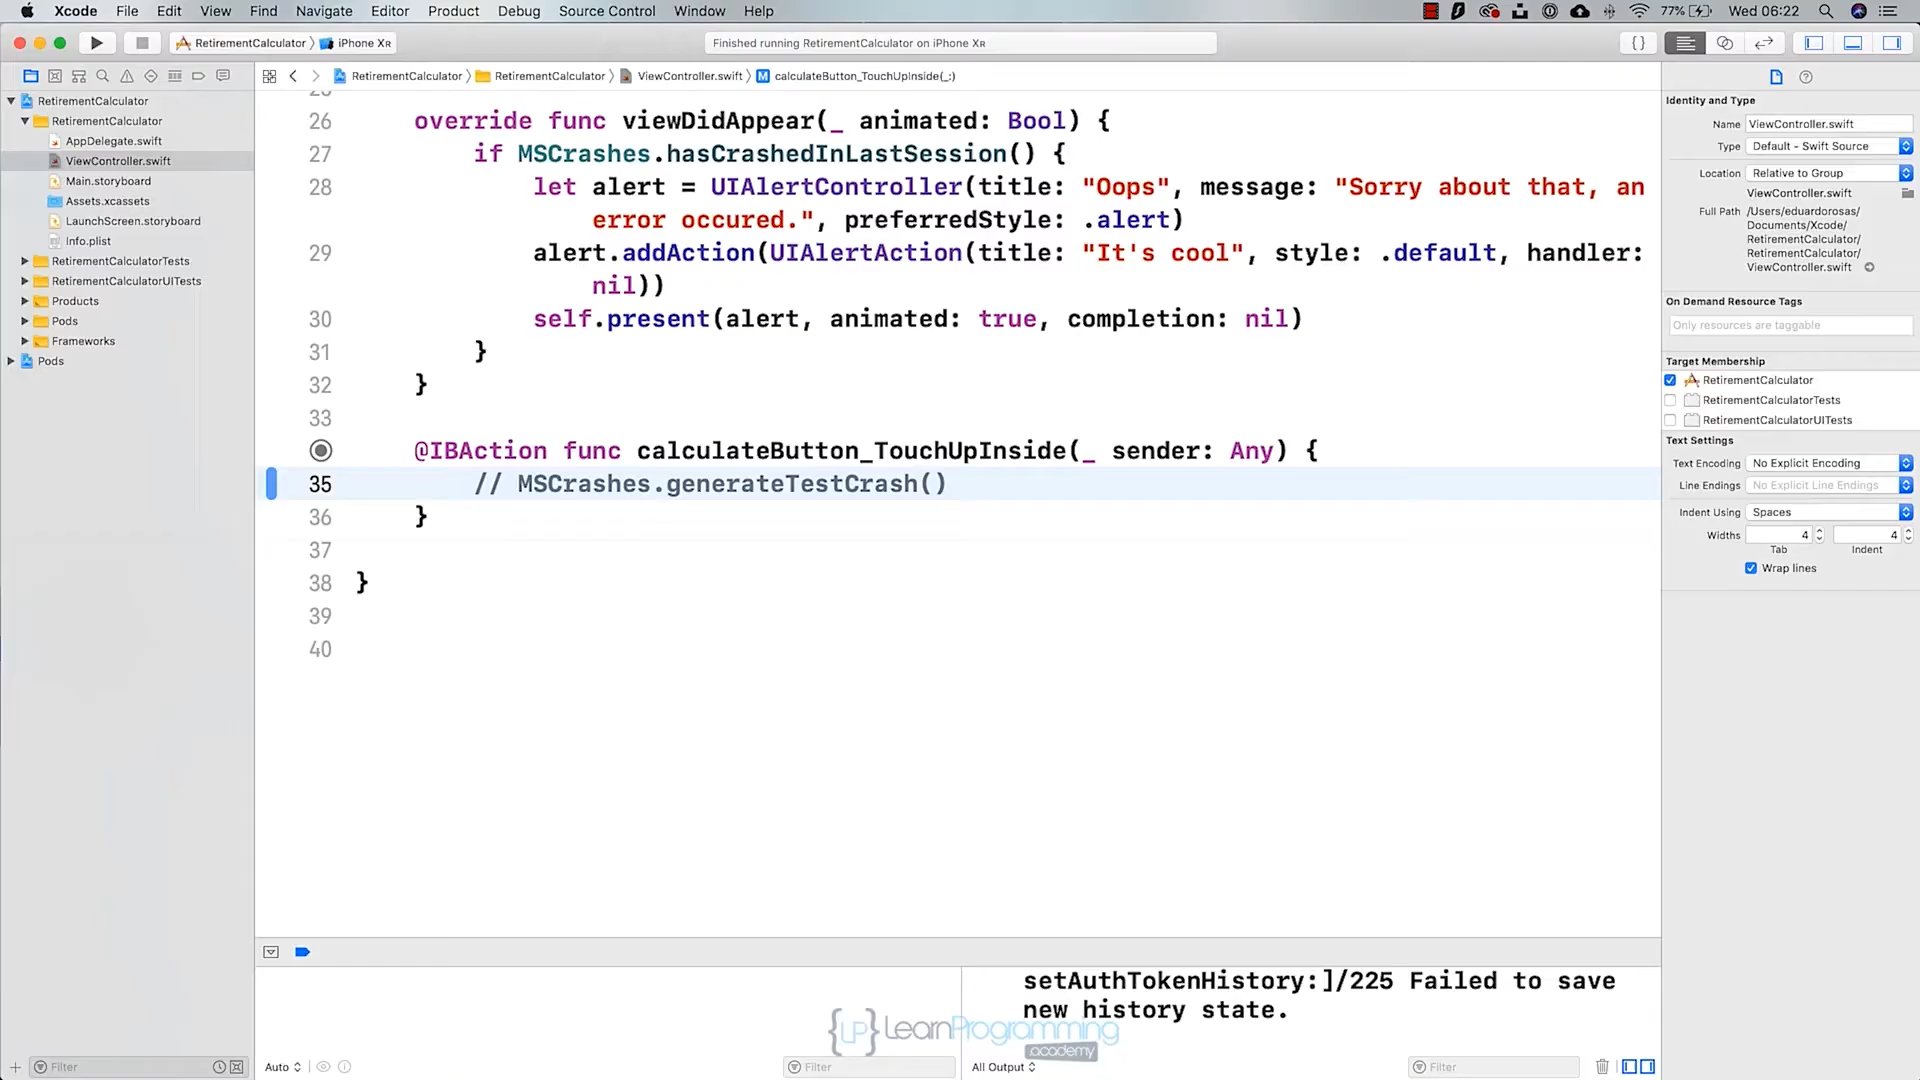 Xcode File Edit View Find Navigate Editor Product Debug Source Control Window Help 77% Wed 06:22
RetirementCalculator iPhone XR Finished running RetirementCalculator on iPhone XR
RetirementCalculator RetirementCalculator ViewController.swift M calculateButton_TouchUpInside(_:)
RetirementCalculator
RetirementCalculator
AppDelegate.swift
ViewController.swift
Main.storyboard
Assets.xcassets
LaunchScreen.storyboard
Info.plist
RetirementCalculatorTests
RetirementCalculatorUITests
Products
Pods
Frameworks
Pods
26 override func viewDidAppear(_ animated: Bool) {
27 if MSCrashes.hasCrashedInLastSession() {
28 let alert = UIAlertController(title: "Oops", message: "Sorry about that, an
error occured.", preferredStyle: .alert)
29 alert.addAction(UIAlertAction(title: "It's cool", style: .default, handler:
nil))
30 self.present(alert, animated: true, completion: nil)
31 }
32 }
33
@IBAction func calculateButton_TouchUpInside(_ sender: Any) {
35 // MSCrashes.generateTestCrash()
36 }
37
38 }
39
40
Identity and Type
Name ViewController.swift
Type Default - Swift Source
Location Relative to Group
ViewController.swift
Full Path /Users/eduardorosas/
Documents/Xcode/
RetirementCalculator/
RetirementCalculator/
ViewController.swift
On Demand Resource Tags
Only resources are taggable
Target Membership
RetirementCalculator
RetirementCalculatorTests
RetirementCalculatorUITests
Text Settings
Text Encoding No Explicit Encoding
Line Endings No Explicit Line Endings
Indent Using Spaces
Widths 4 4
Tab Indent
Wrap lines
setAuthTokenHistory:]/225 Failed to save
new history state.
{LP} LearnProgramming
.academy
Filter Auto Filter All Output Filter